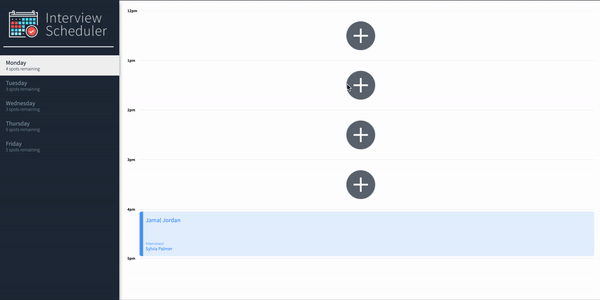 Interview
Scheduler
Monday
4 spots remaining
Tuesday
3 spots remaining
Wednesday
3 spots remaining
Thursday
5 spots remaining
Friday
5 spots remaining
12pm
1pm
2pm
3pm
4pm
Jamal Jordan
Interviewer
Sylvia Palmer
5pm